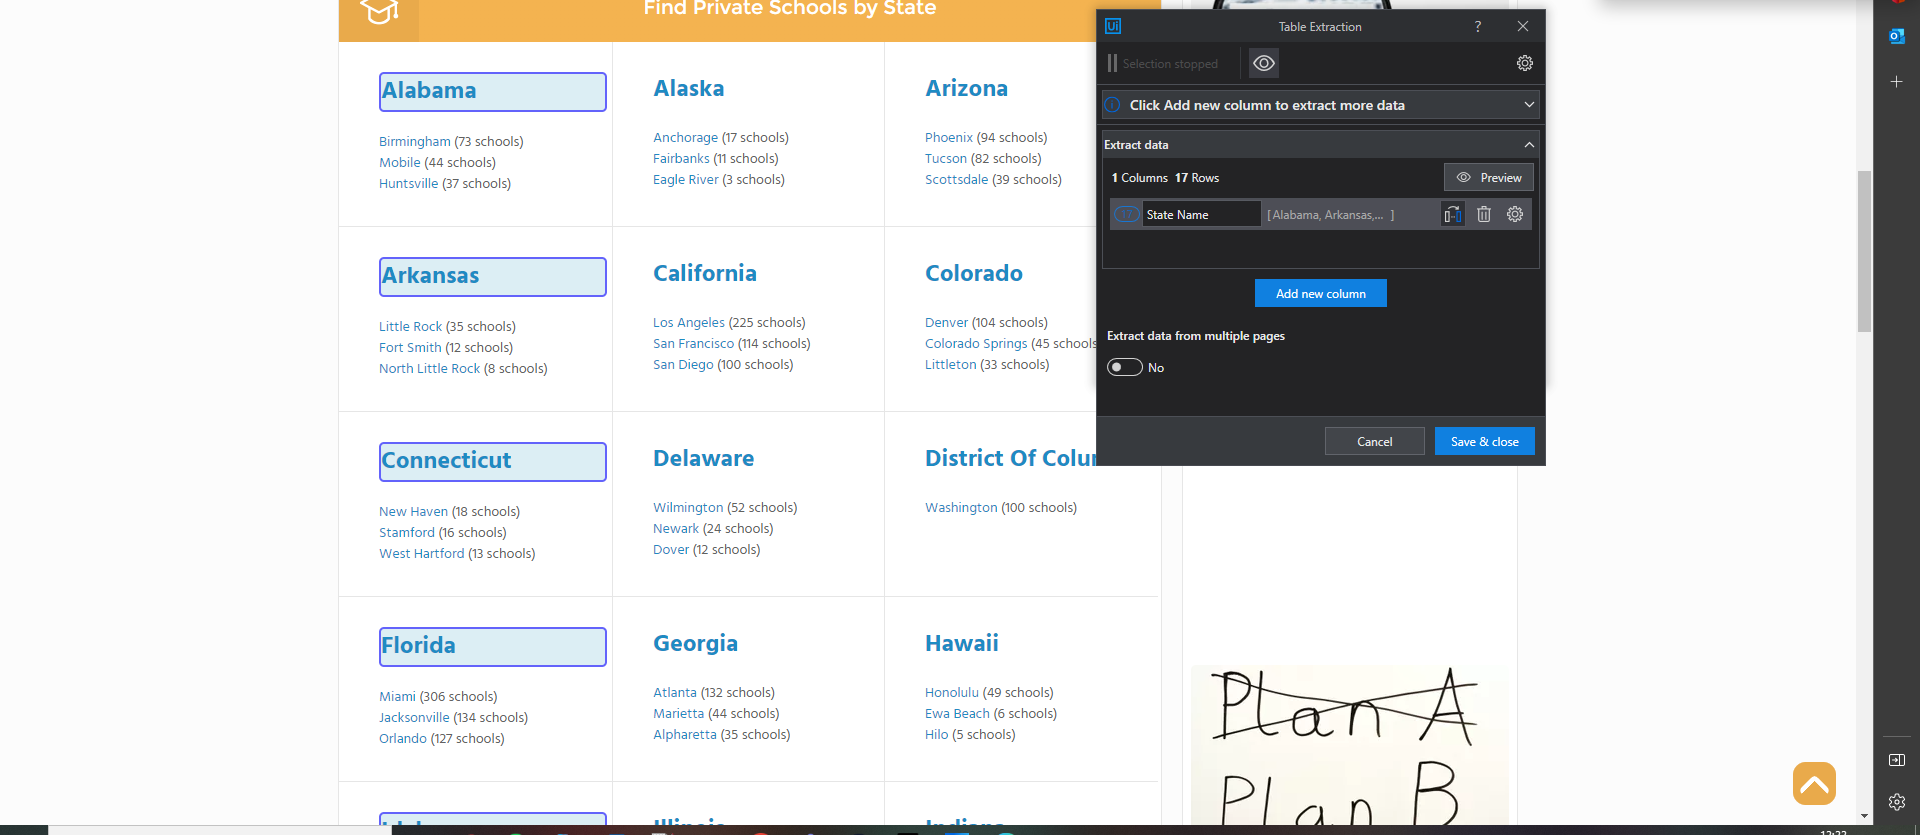 Find Private Schools by State
Alabama
Birmingham (73 schools)
Mobile (44 schools)
Huntsville (37 schools)
Alaska
Anchorage (17 schools)
Fairbanks (11 schools)
Eagle River (3 schools)
Arizona
Phoenix (94 schools)
Tucson (82 schools)
Scottsdale (39 schools)
Arkansas
Little Rock (35 schools)
Fort Smith (12 schools)
North Little Rock (8 schools)
California
Los Angeles (225 schools)
San Francisco (114 schools)
San Diego (100 schools)
Colorado
Denver (104 schools)
Colorado Springs (45 schools
Littleton (33 schools)
Connecticut
New Haven (18 schools)
Stamford (16 schools)
West Hartford (13 schools)
Delaware
Wilmington (52 schools)
Newark (24 schools)
Dover (12 schools)
District Of Colu
Washington (100 schools)
Florida
Miami (306 schools)
Jacksonville (134 schools)
Orlando (127 schools)
Georgia
Atlanta (132 schools)
Marietta (44 schools)
Alpharetta (35 schools)
Hawaii
Honolulu (49 schools)
Ewa Beach (6 schools)
Hilo (5 schools)
Illinois
Indiana
Ui Table Extraction ?
Selection stopped
Click Add new column to extract more data
Extract data
1 Columns 17 Rows
Preview
17 State Name [Alabama, Arkansas,... ]
Add new column
Extract data from multiple pages
No
Cancel Save & close
Plan A
Plan B